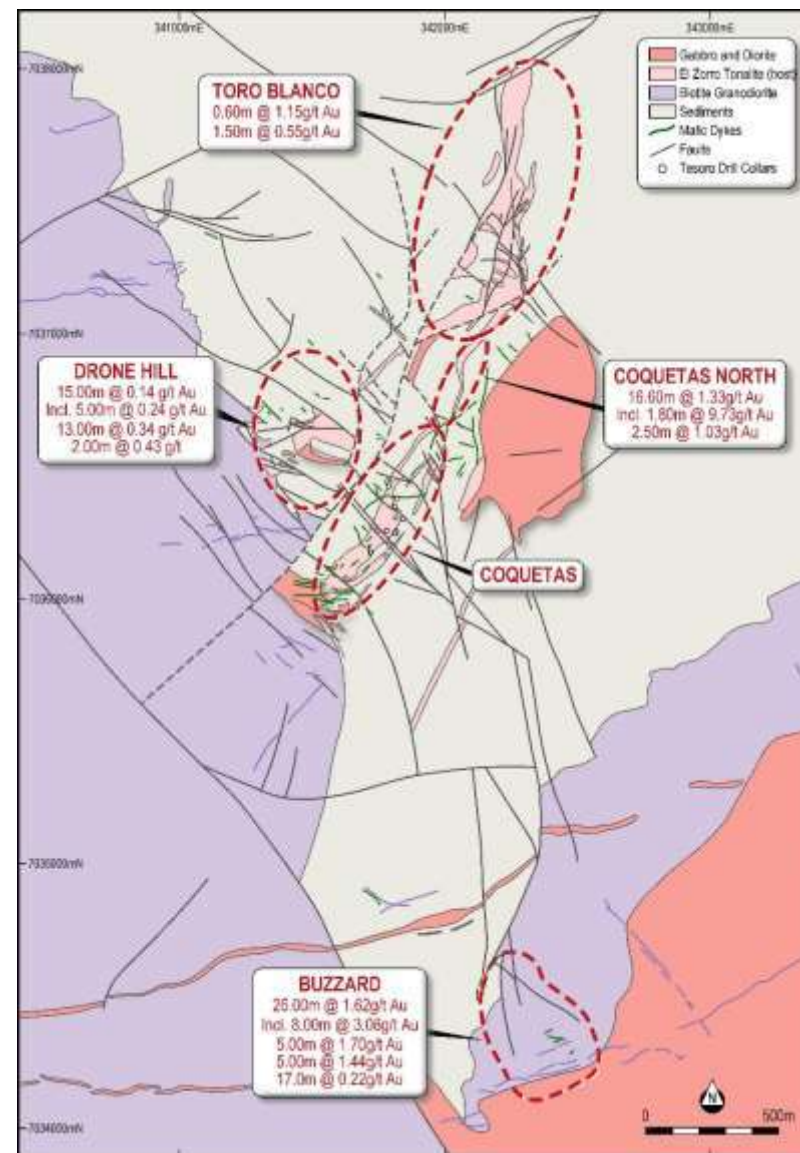 341000mE
342000mE
343000mE
7038000mN
Gabbro and Diorite
El Zorro Tonalite (host)
Biotite Granodiorite
Sediments
Mafic Dykes
Faults
Tesoro Drill Collars
TORO BLANCO
0.60m @ 1.15g/t Au
1.50m @ 0.55g/t Au
7037000mN
DRONE HILL
15.00m @ 0.14 g/t Au
Incl. 5.00m @ 0.24 g/t Au
13.00m @ 0.34 g/t Au
2.00m @ 0.43 g/t
COQUETAS NORTH
16.60m @ 1.33g/t Au
Incl. 1.80m @ 9.73g/t Au
2.50m @ 1.03g/t Au
COQUETAS
7036000mN
7035000mN
BUZZARD
@ 1.62g/t Au
Incl. 8.00m @ 3.06g/t Au
5.00m @ 1.70g/t Au
5.00m @ 1.44g/t Au
17.0m @ 0.22g/t Au
N
0 500m
7034000mN